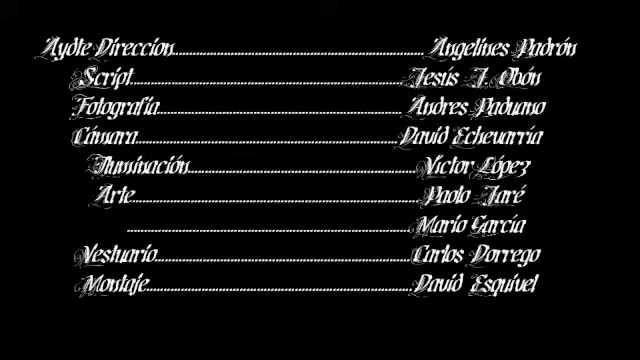 Aydte Direccion........................................ Angelines Padrón
Script........................................ Jesús J. Obón
Fotografía........................................ Andres Paduano
Cámara........................................ David Echevarría
Iluminación........................................ Victor López
Arte........................................ Paolo Jaré
........................................ Mario García
Vestuario........................................ Carlos Dorrego
Montaje........................................ David Esquivel